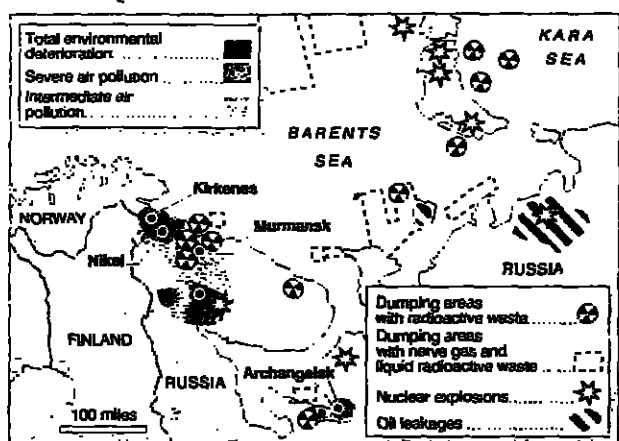 Total environmental
deterioration
Severe air pollution
Intermediate air
pollution
KARA
SEA
BARENTS
SEA
Kirkenes
NORWAY
Murmansk
Nikel
RUSSIA
FINLAND
RUSSIA
Archangelsk
100 miles
Dumping areas
with radioactive waste
Dumping areas
with nerve gas and
liquid radioactive waste
Nuclear explosions
Oil leakages